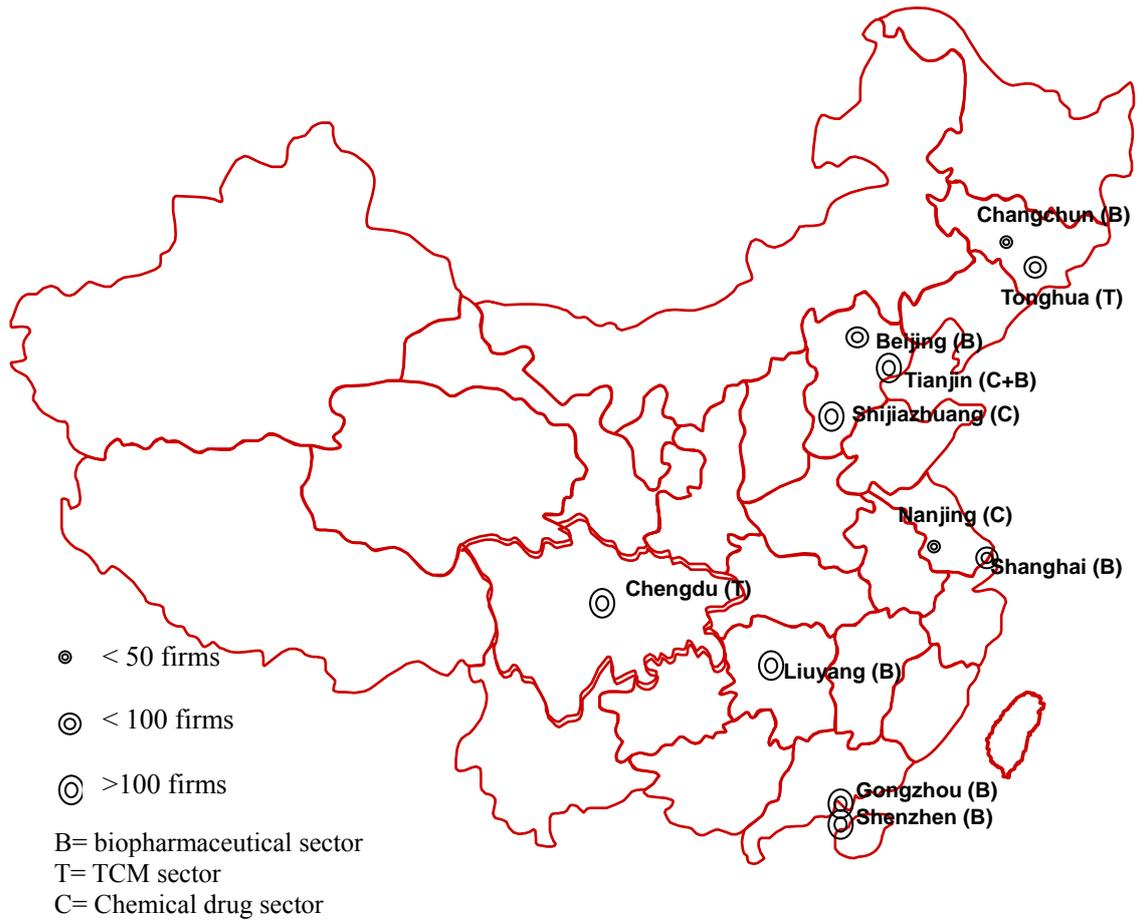 Changchun (B)
Tonghua (T)
Beijing (B)
Tianjin (C+B)
Shijiazhuang (C)
Nanjing (C)
Shanghai (B)
Chengdu (T)
Liuyang (B)
Gongzhou (B)
Shenzhen (B)
< 50 firms
< 100 firms
>100 firms
B= biopharmaceutical sector
T= TCM sector
C= Chemical drug sector